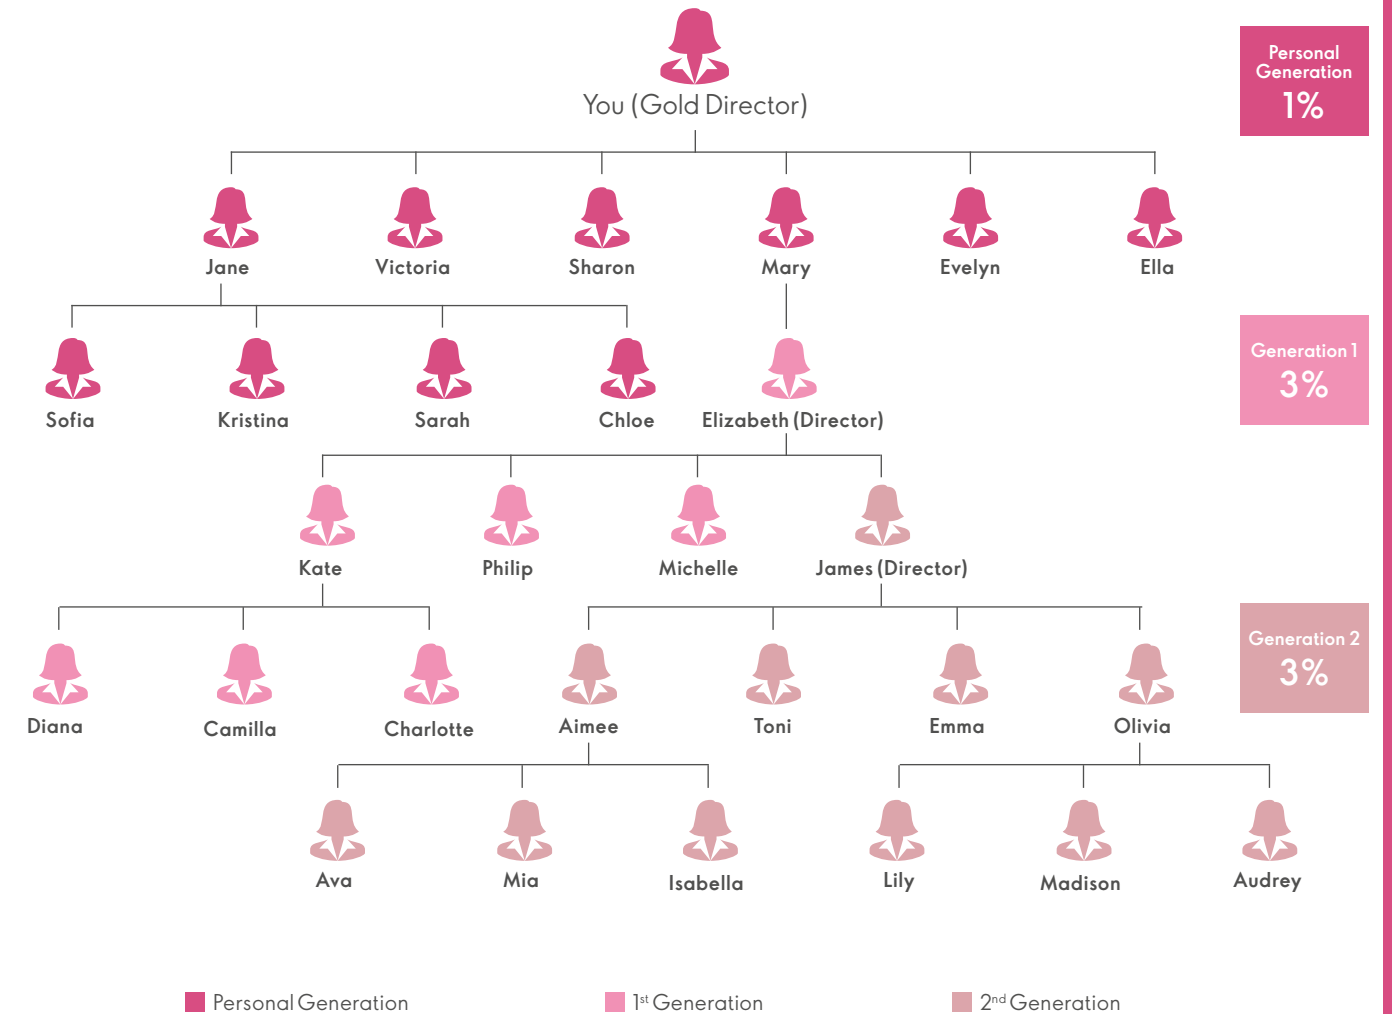 You (Gold Director)
Personal
Generation
1%
Jane
Victoria
Sharon
Mary
Evelyn
Ella
Generation 1
3%
Sofia
Kristina
Sarah
Chloe
Elizabeth (Director)
Kate
Philip
Michelle
James (Director)
Generation 2
3%
Diana
Camilla
Charlotte
Aimee
Toni
Emma
Olivia
Ava
Mia
Isabella
Lily
Madison
Audrey
Personal Generation
1st Generation
2nd Generation